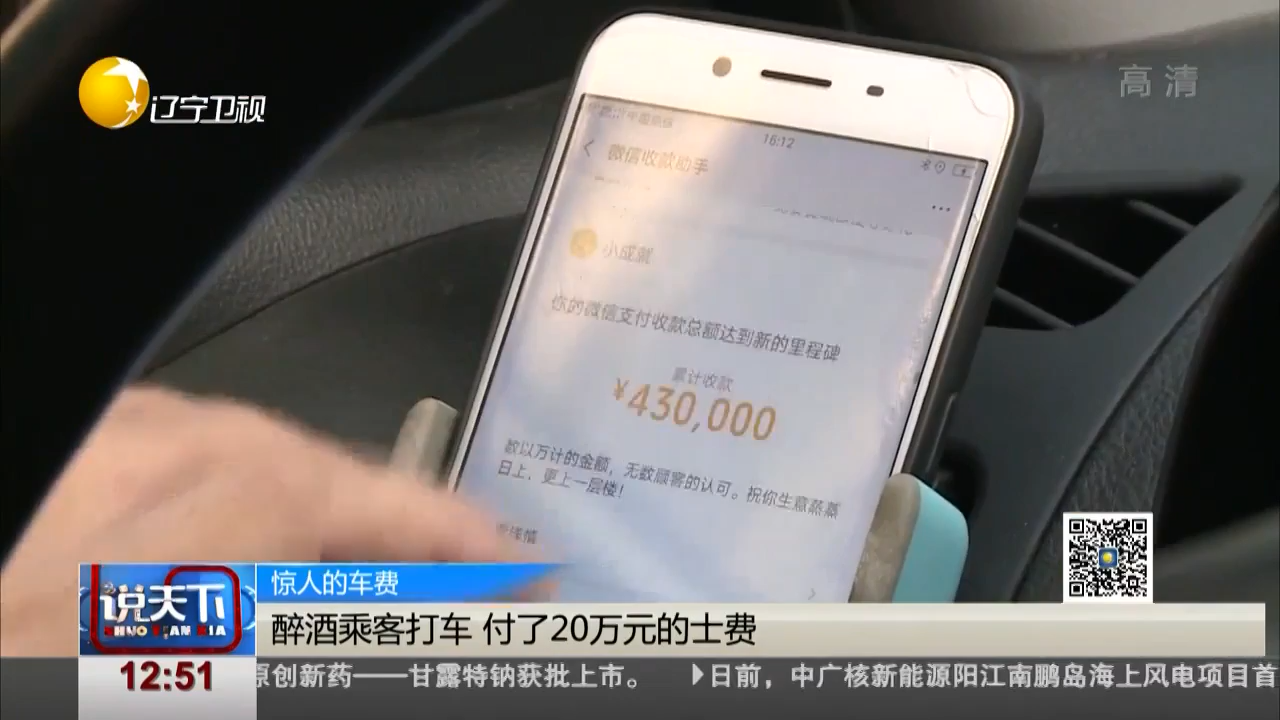 辽宁卫视
高清
16:12
微信收款助手
小成就
你的微信支付收款总额达到新的里程碑
累计收款
¥430,000
数以万计的金额，无数顾客的认可。祝你生意蒸蒸
日上，更上一层楼！
惊人的车费
说天下
SHUO TIAN XIA
醉酒乘客打车 付了20万元的士费
12:51
原创新药——甘露特钠获批上市。 ▶日前，中广核新能源阳江南鹏岛海上风电项目首